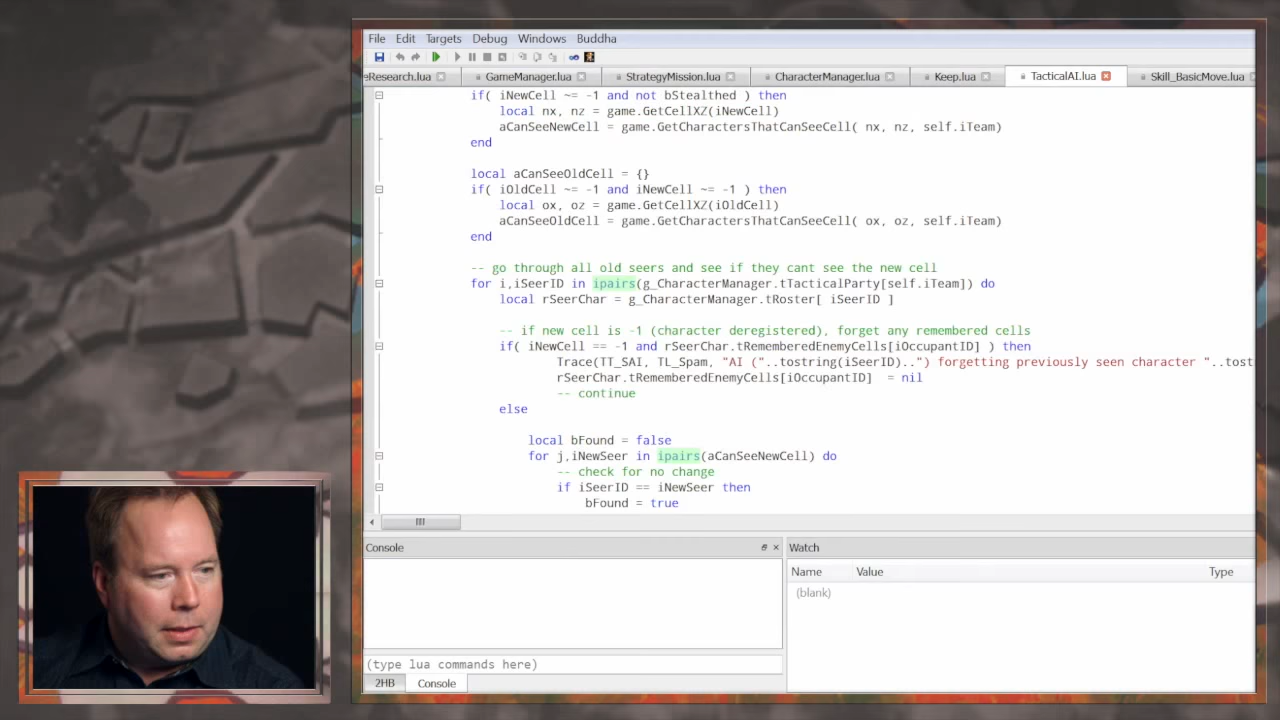 File Edit Targets Debug Windows Buddha
eResearch.lua GameManager.lua StrategyMission.lua CharacterManager.lua Keep.lua TacticalAI.lua Skill_BasicMove.lua
if( iNewCell ~= -1 and not bStealthed ) then
local nx, nz = game.GetCellXZ(iNewCell)
aCanSeeNewCell = game.GetCharactersThatCanSeeCell( nx, nz, self.iTeam)
end
local aCanSeeOldCell = {}
if( iOldCell ~= -1 and iNewCell ~= -1 ) then
local ox, oz = game.GetCellXZ(iOldCell)
aCanSeeOldCell = game.GetCharactersThatCanSeeCell( ox, oz, self.iTeam)
end
-- go through all old seers and see if they cant see the new cell
for i,iSeerID in ipairs(g_CharacterManager.tTacticalParty[self.iTeam]) do
local rSeerChar = g_CharacterManager.tRoster[ iSeerID ]
-- if new cell is -1 (character deregistered), forget any remembered cells
if( iNewCell == -1 and rSeerChar.tRememberedEnemyCells[iOccupantID] ) then
Trace(TT_SAI, TL_Spam, "AI ("..tostring(iSeerID)..") forgetting previously seen character "..tost
rSeerChar.tRememberedEnemyCells[iOccupantID] = nil
-- continue
else
local bFound = false
for j,iNewSeer in ipairs(aCanSeeNewCell) do
-- check for no change
if iSeerID == iNewSeer then
bFound = true
Console
Watch
Name Value Type
(blank)
(type lua commands here)
2HB Console